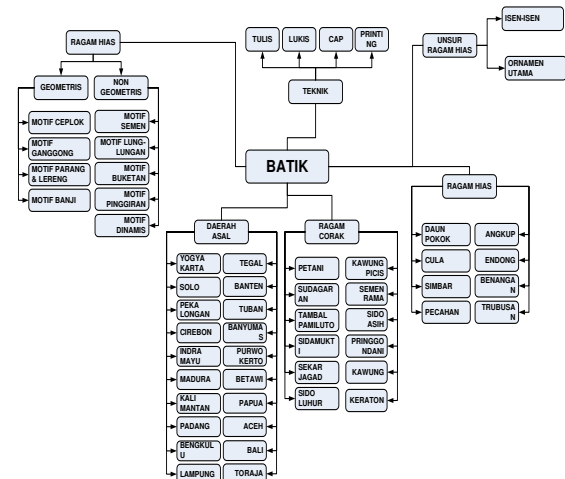 RAGAM HIAS
GEOMETRIS
NON
GEOMETRIS
MOTIF CEPLOK
MOTIF
GANGGONG
MOTIF PARANG
& LERENG
MOTIF BANJI
MOTIF
SEMEN
MOTIF LUNG-
LUNGAN
MOTIF
BUKETAN
MOTIF
PINGGIRAN
MOTIF
DINAMIS
TULIS
LUKIS
CAP
PRINTI
NG
TEKNIK
UNSUR
RAGAM HIAS
ISEN-ISEN
ORNAMEN
UTAMA
BATIK
DAERAH
ASAL
YOGYA
KARTA
SOLO
PEKA
LONGAN
CIREBON
INDRA
MAYU
MADURA
KALI
MANTAN
PADANG
BENGKUL
U
LAMPUNG
TEGAL
BANTEN
TUBAN
BANYUMA
S
PURWO
KERTO
BETAWI
PAPUA
ACEH
BALI
TORAJA
RAGAM
CORAK
PETANI
SUDAGAR
AN
TAMBAL
PAMILUTO
SIDAMUKT
I
SEKAR
JAGAD
SIDO
LUHUR
KAWUNG
PICIS
SEMEN
RAMA
SIDO
ASIH
PRINGGO
NDANI
KAWUNG
KERATON
RAGAM HIAS
DAUN
POKOK
CULA
SIMBAR
PECAHAN
ANGKUP
ENDONG
BENANGA
N
TRUBUSA
N